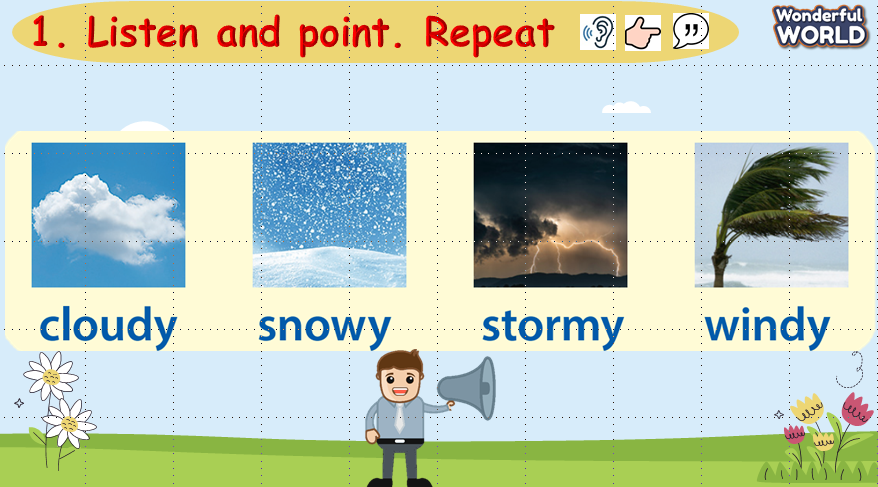 1. Listen and point. Repeat
Wonderful
WORLD
cloudy
snowy
stormy
windy